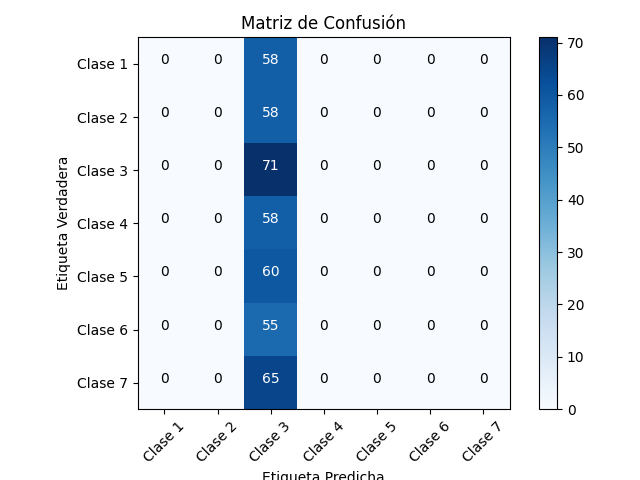 Matriz de Confusión
Etiqueta Verdadera
Clase 1 0 0 58 0 0 0 0
Clase 2 0 0 58 0 0 0 0
Clase 3 0 0 71 0 0 0 0
Clase 4 0 0 58 0 0 0 0
Clase 5 0 0 60 0 0 0 0
Clase 6 0 0 55 0 0 0 0
Clase 7 0 0 65 0 0 0 0
Clase 1 Clase 2 Clase 3 Clase 4 Clase 5 Clase 6 Clase 7
Etiqueta Predicha
70
60
50
40
30
20
10
0